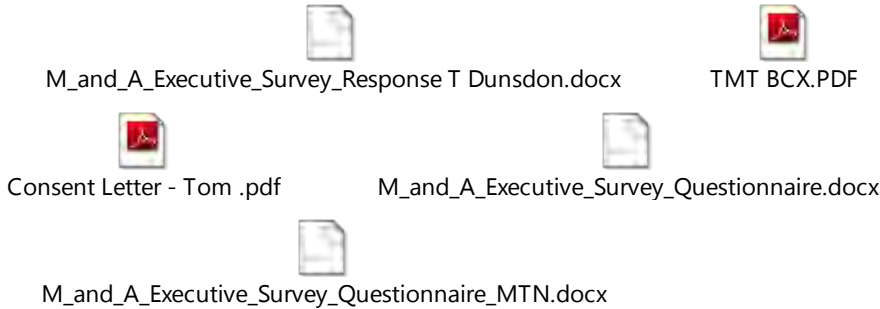 M_and_A_Executive_Survey_Response T Dunsdon.docx TMT BCX.PDF
Consent Letter - Tom .pdf M_and_A_Executive_Survey_Questionnaire.docx
M_and_A_Executive_Survey_Questionnaire_MTN.docx